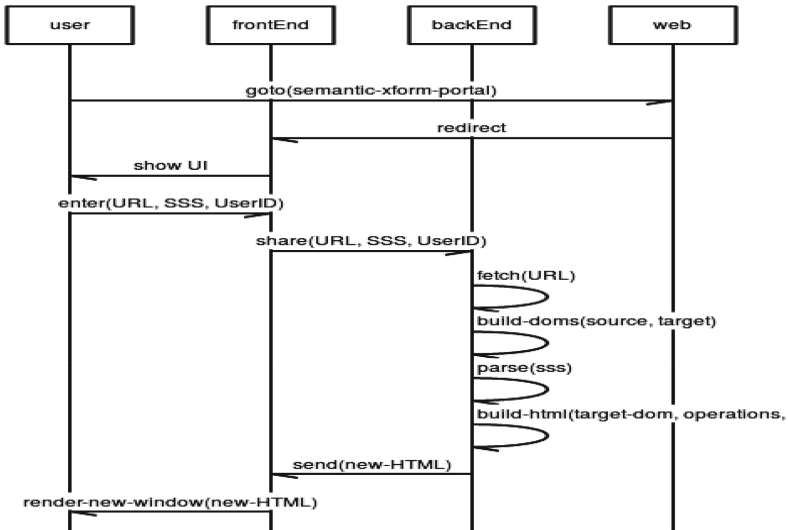 user frontEnd backEnd web
goto(semantic-xform-portal)
redirect
show UI
enter(URL, SSS, UserID)
share(URL, SSS, UserID)
fetch(URL)
build-doms(source, target)
parse(sss)
build-html(target-dom, operations,
send(new-HTML)
render-new-window(new-HTML)